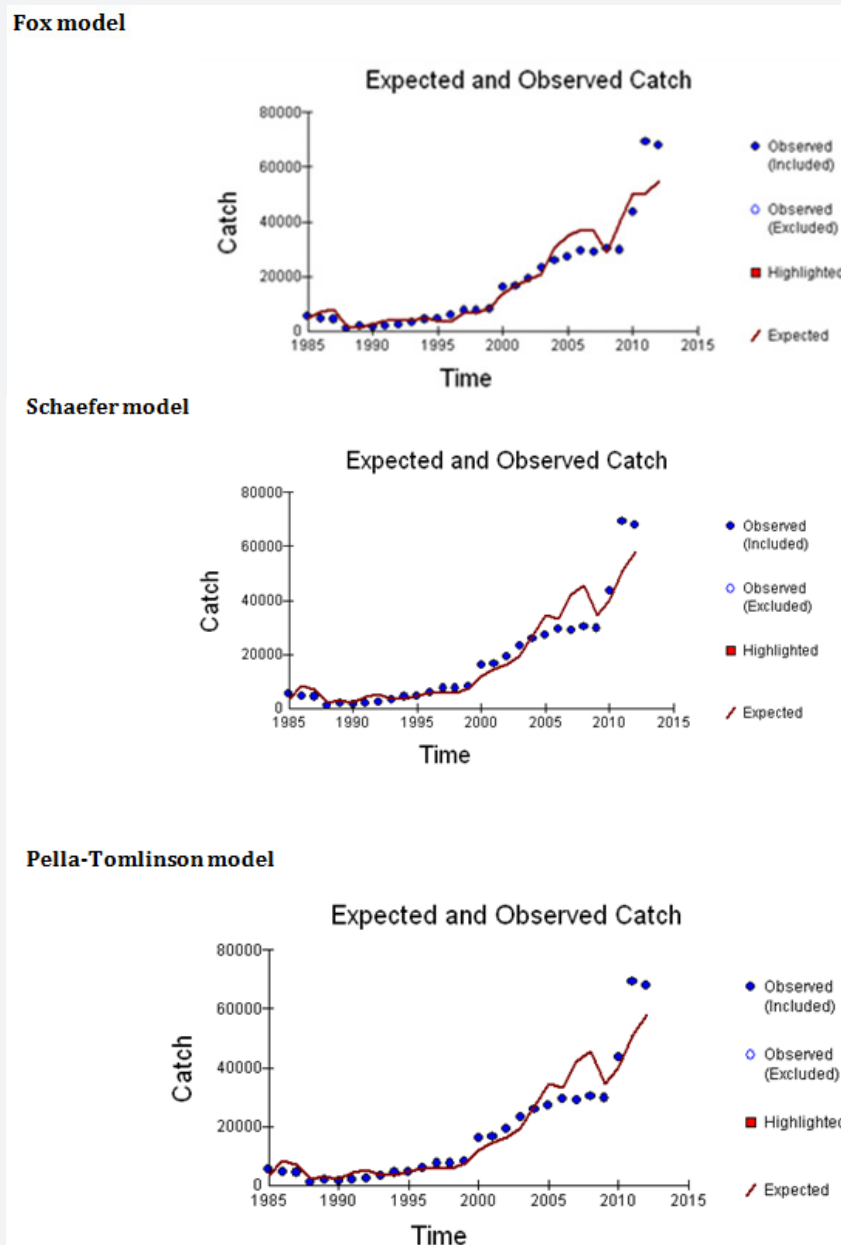 Fox model
Expected and Observed Catch
80000
60000
40000
20000
0
Catch
1985 1990 1995 2000 2005 2010 2015
Time
Observed
(Included)
Observed
(Excluded)
Highlighted
Expected
Schaefer model
Expected and Observed Catch
80000
60000
40000
20000
0
Catch
1985 1990 1995 2000 2005 2010 2015
Time
Observed
(Included)
Observed
(Excluded)
Highlighted
Expected
Pella-Tomlinson model
Expected and Observed Catch
80000
60000
40000
20000
0
Catch
1985 1990 1995 2000 2005 2010 2015
Time
Observed
(Included)
Observed
(Excluded)
Highlighted
Expected